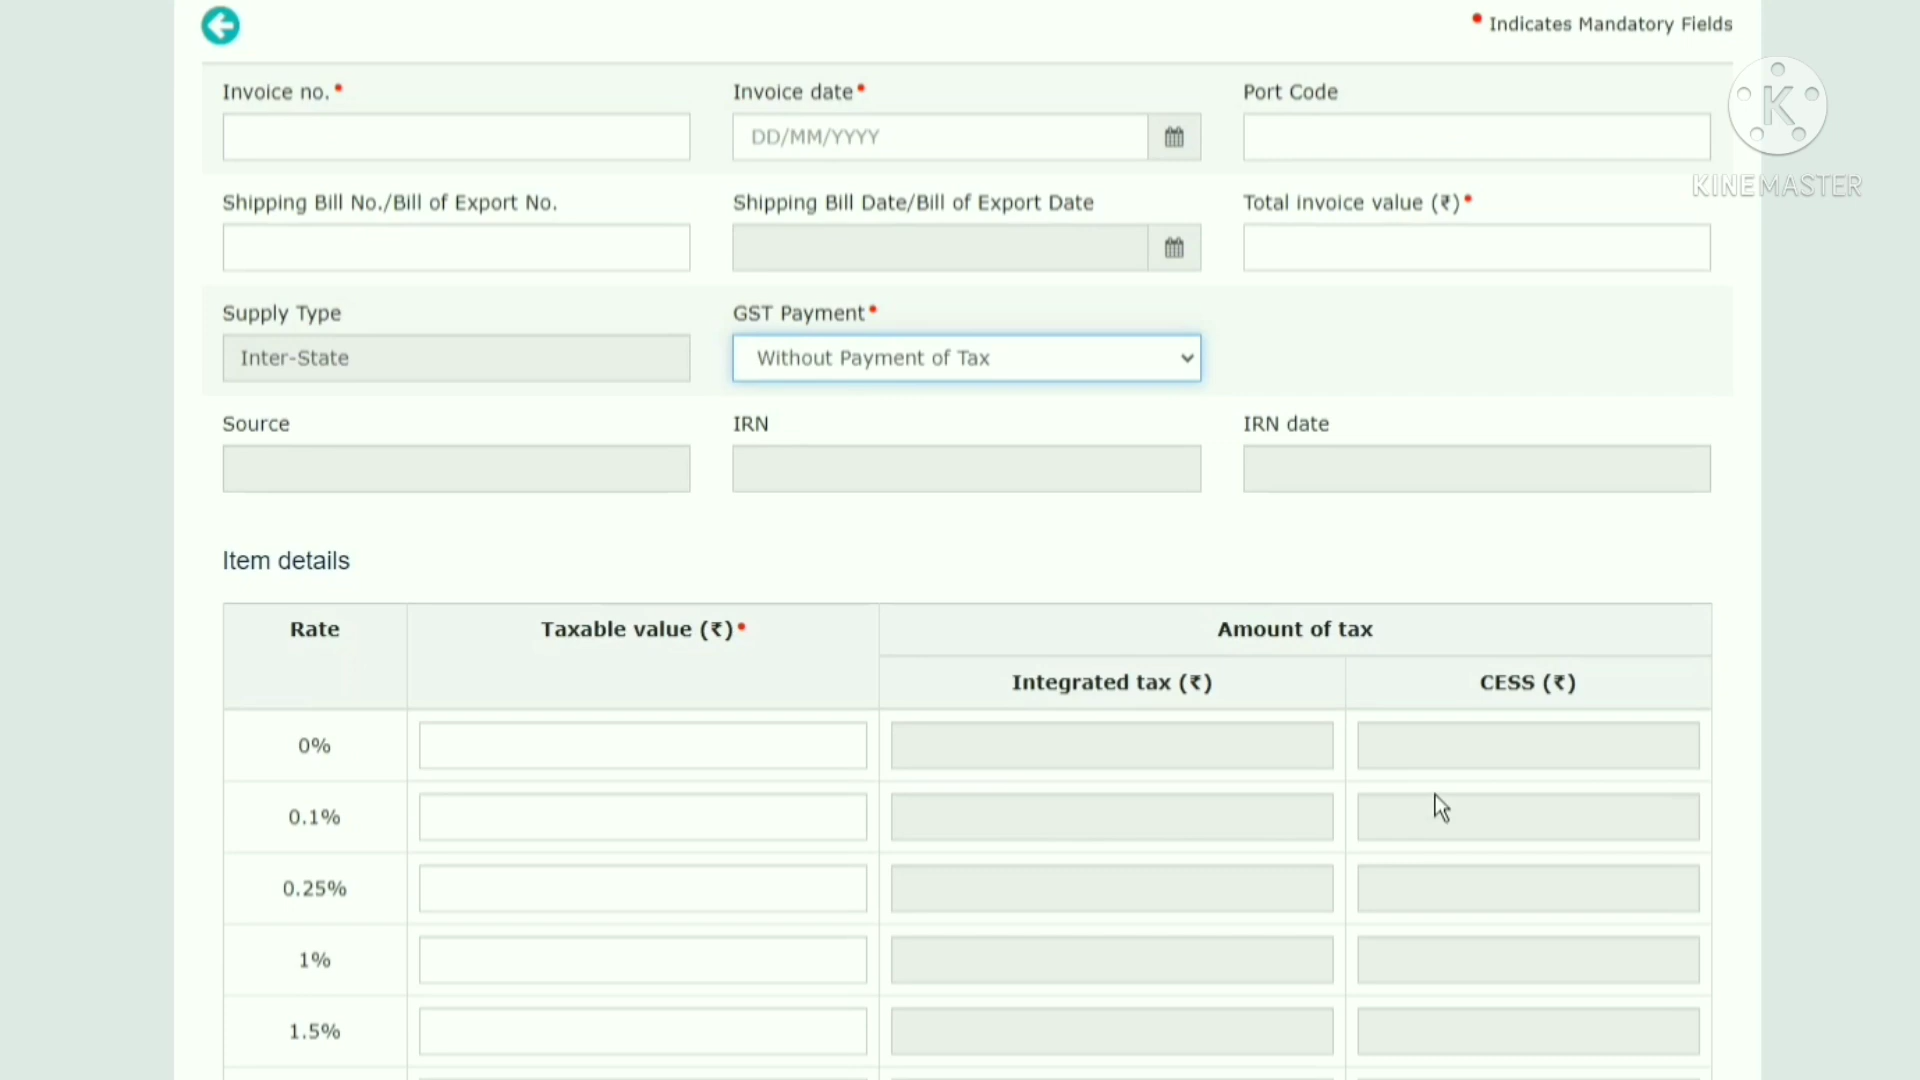 • Indicates Mandatory Fields
Invoice no.•
Invoice date•
Port Code
DD/MM/YYYY
K
KINEMASTER
Shipping Bill No./Bill of Export No.
Shipping Bill Date/Bill of Export Date
Total invoice value (₹)•
Supply Type
GST Payment•
Inter-State
Without Payment of Tax
Source
IRN
IRN date
Item details
Rate
Taxable value (₹)•
Amount of tax
Integrated tax (₹)
CESS (₹)
0%
0.1%
0.25%
1%
1.5%